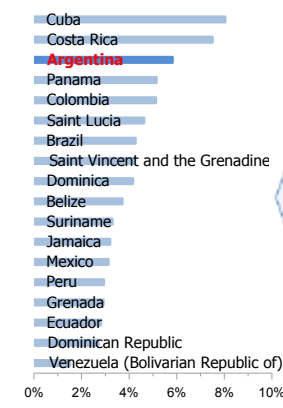 Cuba
Costa Rica
Argentina
Panama
Colombia
Saint Lucia
Brazil
Saint Vincent and the Grenadine
Dominica
Belize
Suriname
Jamaica
Mexico
Peru
Grenada
Ecuador
Dominican Republic
Venezuela (Bolivarian Republic of)
0% 2% 4% 6% 8% 10%